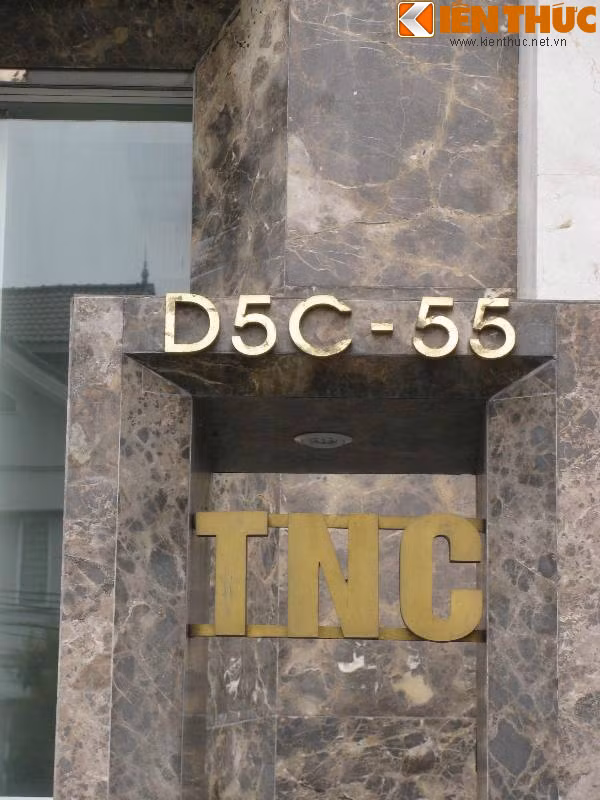 KIẾN THỨC
www.kienthuc.net.vn
D5C - 55
TNC